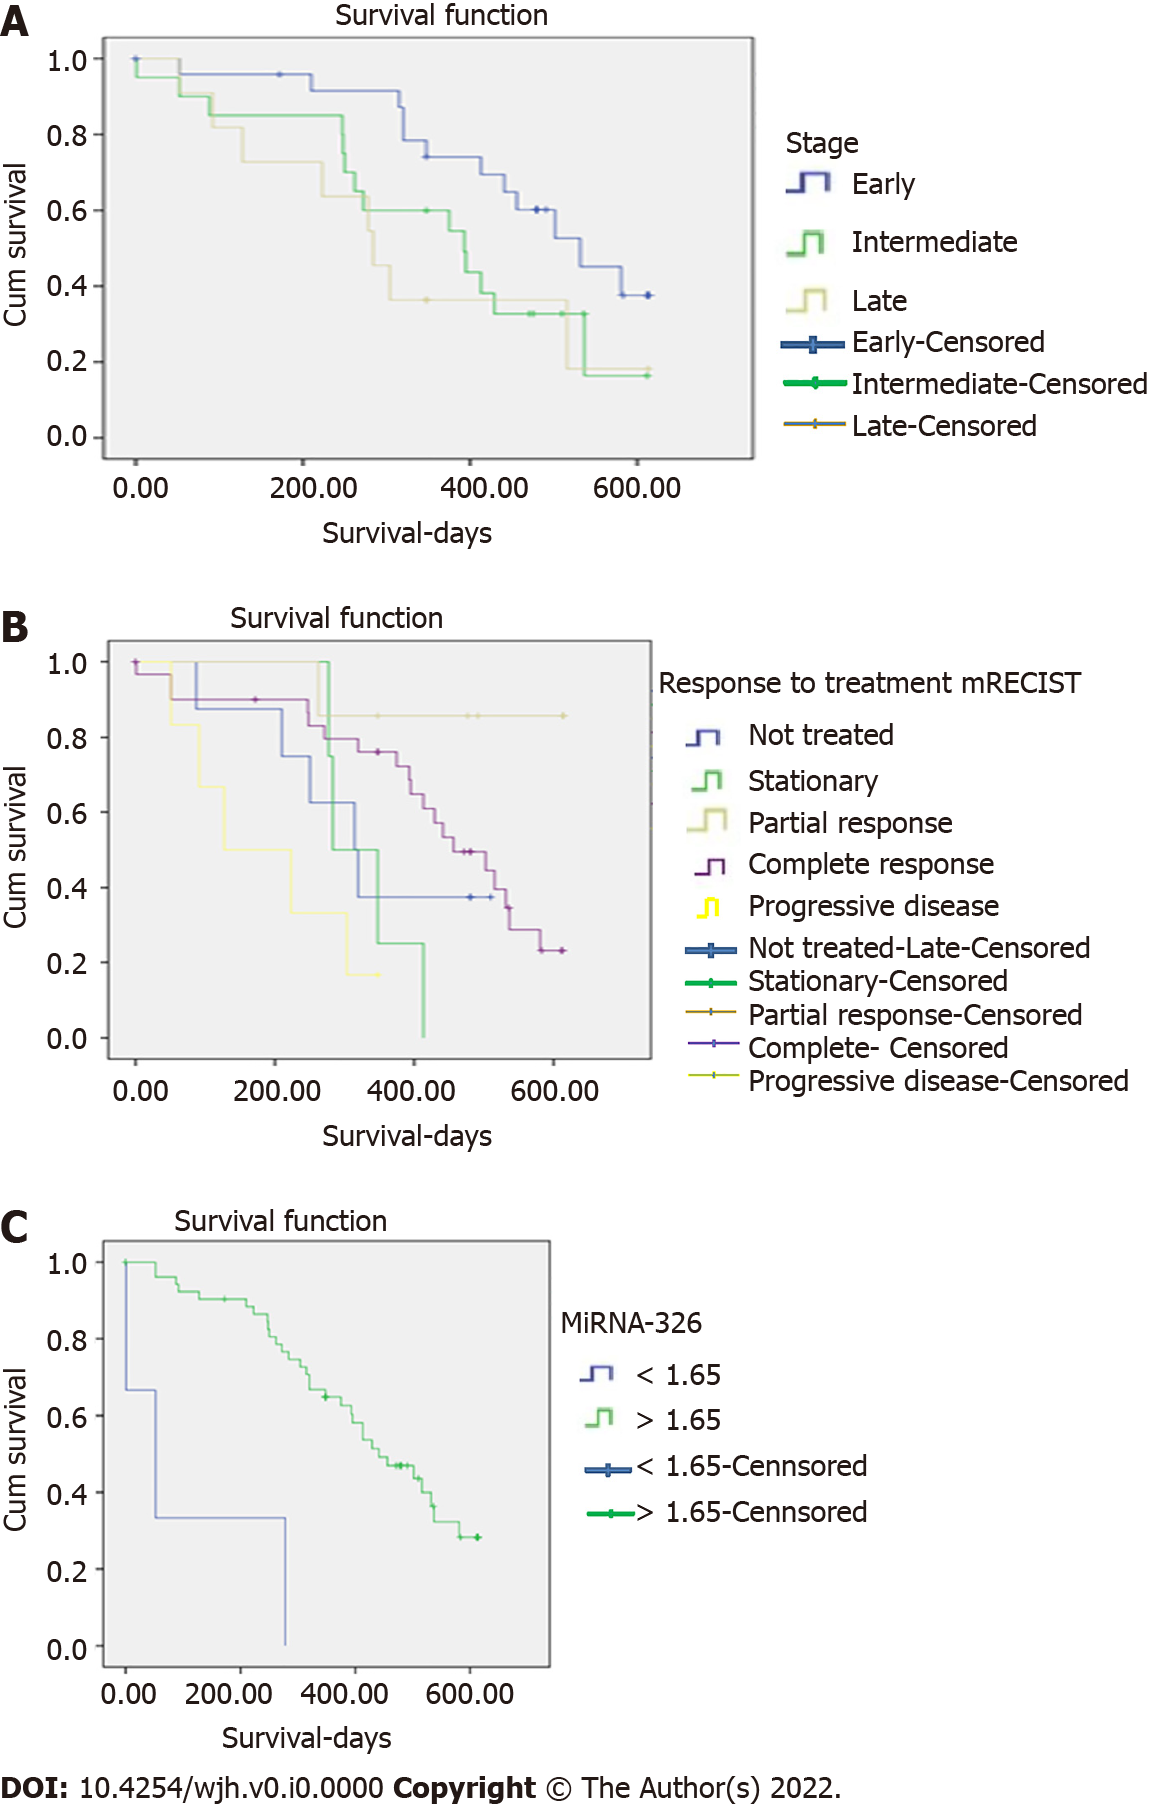 A
Survival function
1.0
0.8
0.6
0.4
0.2
0.0
Cum survival
0.00 200.00 400.00 600.00
Survival-days
Stage
Early
Intermediate
Late
Early-Censored
Intermediate-Censored
Late-Censored
B
Survival function
1.0
0.8
0.6
0.4
0.2
0.0
Cum survival
0.00 200.00 400.00 600.00
Survival-days
Response to treatment mRECIST
Not treated
Stationary
Partial response
Complete response
Progressive disease
Not treated-Late-Censored
Stationary-Censored
Partial response-Censored
Complete- Censored
Progressive disease-Censored
C
Survival function
1.0
0.8
0.6
0.4
0.2
0.0
Cum survival
0.00 200.00 400.00 600.00
Survival-days
MiRNA-326
< 1.65
> 1.65
< 1.65-Cennsored
> 1.65-Cennsored
DOI: 10.4254/wjh.v0.i0.0000 Copyright © The Author(s) 2022.